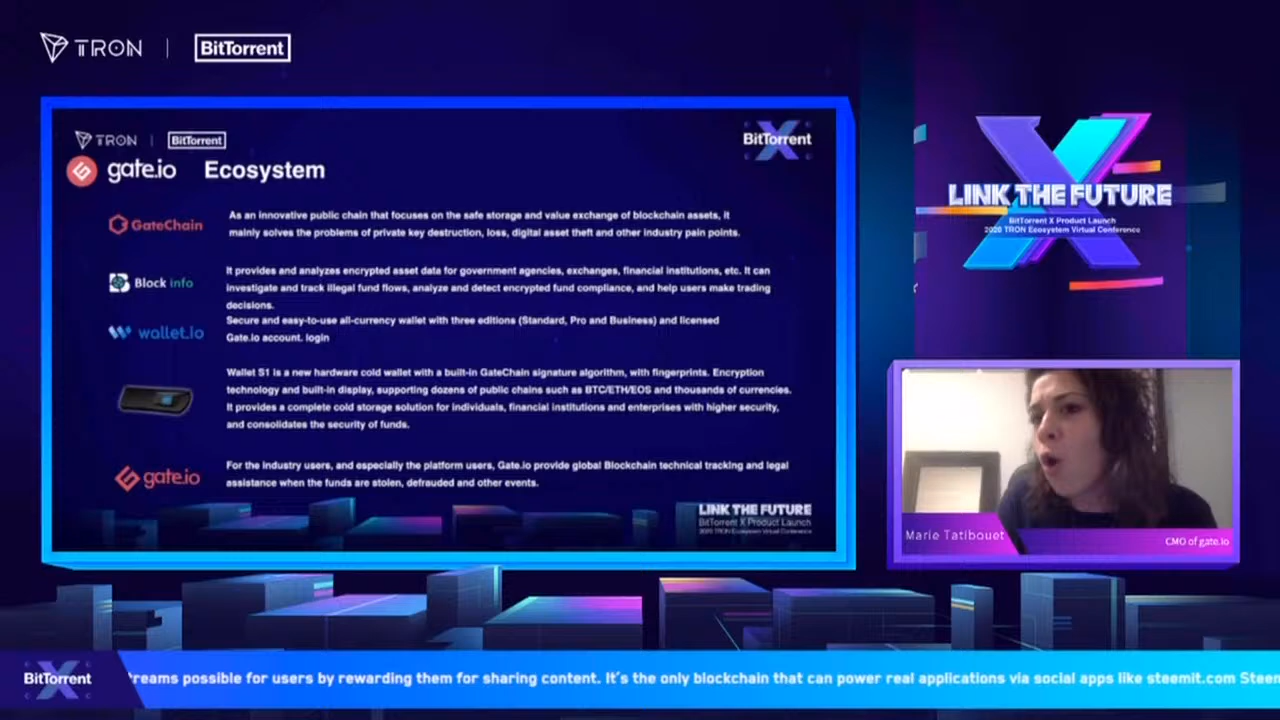 TRON | BitTorrent
TRON | BitTorrent
BitTorrent
gate.io Ecosystem
GateChain
As an innovative public chain that focuses on the safe storage and value exchange of blockchain assets, it
mainly solves the problems of private key destruction, loss, digital asset theft and other industry pain points.
Block info
It provides and analyzes encrypted asset data for government agencies, exchanges, financial institutions, etc. It can
investigate and track illegal fund flows, analyze and detect encrypted fund compliance, and help users make trading
decisions.
wallet.io
Secure and easy-to-use all-currency wallet with three editions (Standard, Pro and Business) and licensed
Gate.io account. login
Wallet S1 is a new hardware cold wallet with a built-in GateChain signature algorithm, with fingerprints. Encryption
technology and built-in display, supporting dozens of public chains such as BTC/ETH/EOS and thousands of currencies.
It provides a complete cold storage solution for individuals, financial institutions and enterprises with higher security,
and consolidates the security of funds.
gate.io
For the industry users, and especially the platform users, Gate.io provide global Blockchain technical tracking and legal
assistance when the funds are stolen, defrauded and other events.
LINK THE FUTURE
BitTorrent X Product Launch
2020 TRON Ecosystem Virtual Conference
LINK THE FUTURE
BitTorrent X Product Launch
2020 TRON Ecosystem Virtual Conference
Marie Tatibouet
CMO of gate.io
BitTorrent
reams possible for users by rewarding them for sharing content. It's the only blockchain that can power real applications via social apps like steemit.com Steem